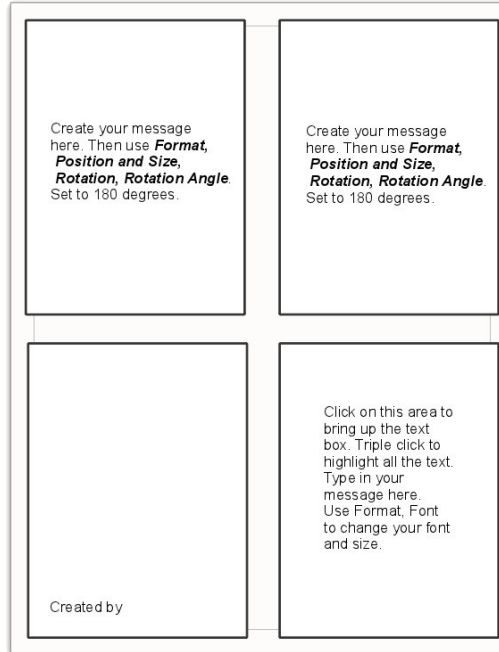 Create your message
here. Then use Format,
Position and Size,
Rotation, Rotation Angle.
Set to 180 degrees.
Create your message
here. Then use Format,
Position and Size,
Rotation, Rotation Angle.
Set to 180 degrees.
Created by
Click on this area to
bring up the text
box. Triple click to
highlight all the text.
Type in your
message here.
Use Format, Font
to change your font
and size.